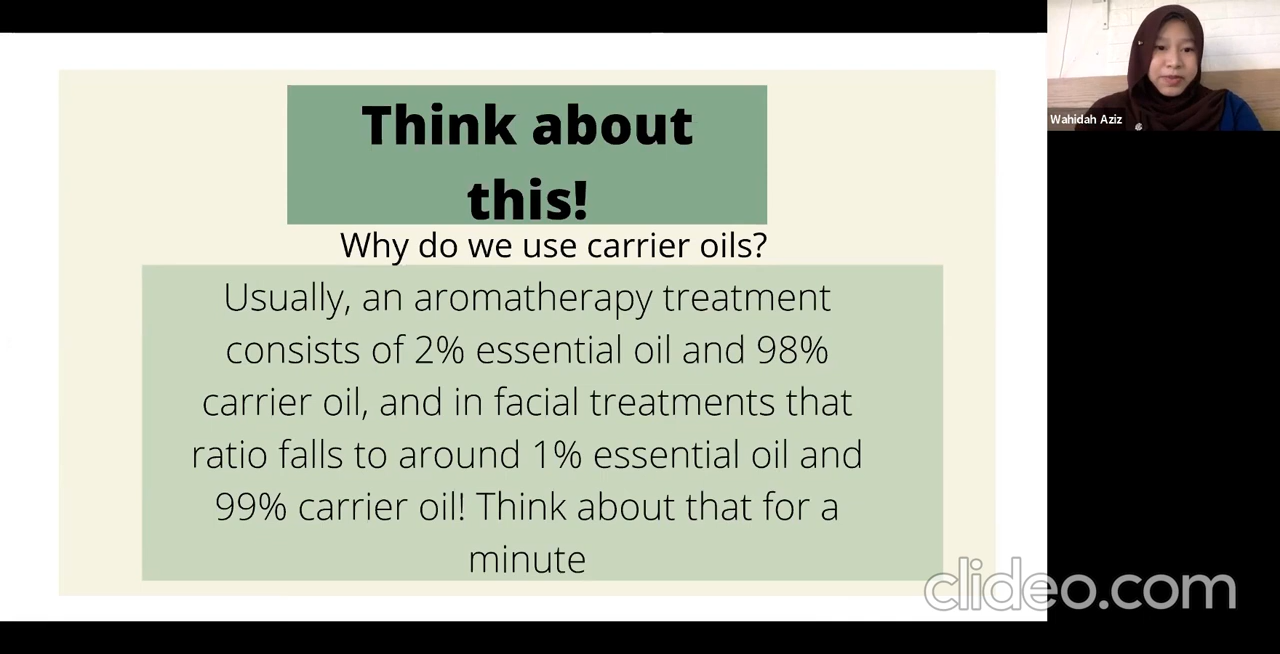 Think about
this!
Why do we use carrier oils?
Usually, an aromatherapy treatment
consists of 2% essential oil and 98%
carrier oil, and in facial treatments that
ratio falls to around 1% essential oil and
99% carrier oil! Think about that for a
minute
Wahidah Aziz
clideo.com